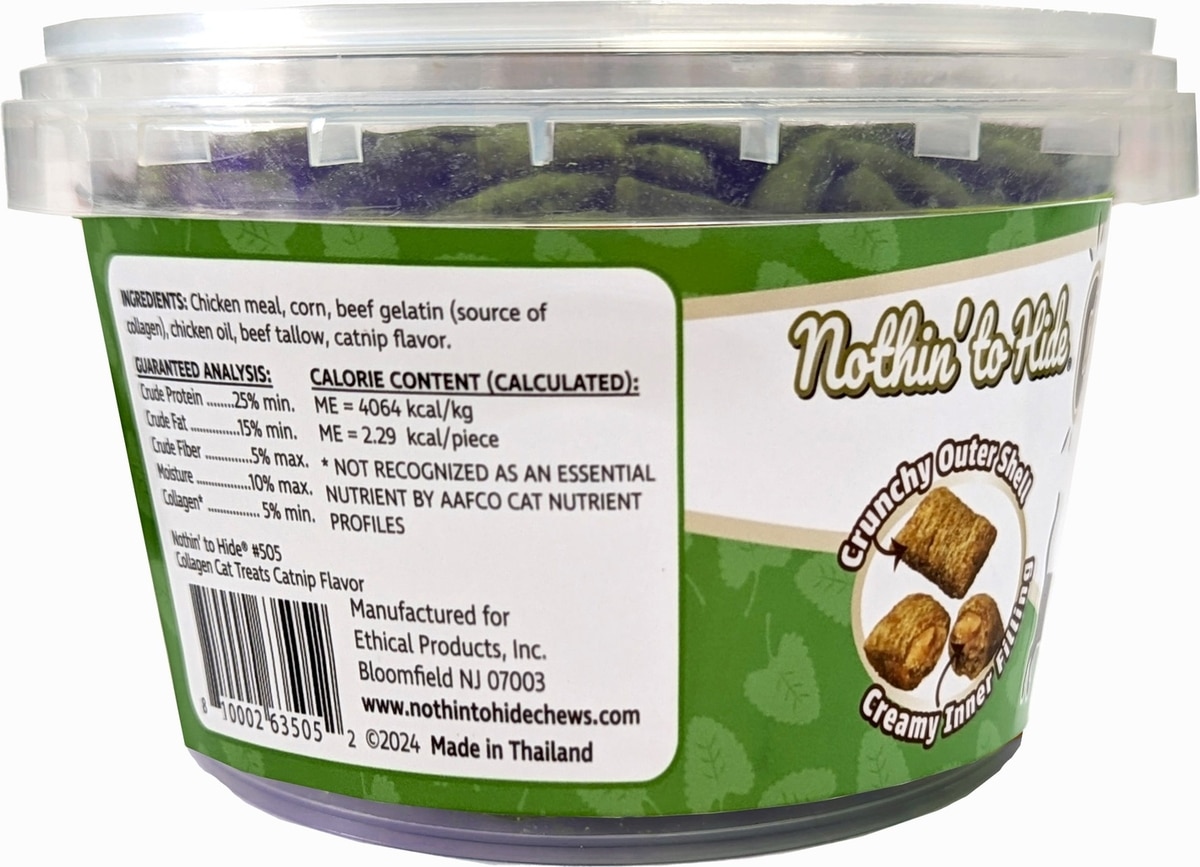 INGREDIENTS: Chicken meal, corn, beef gelatin (source of
collagen), chicken oil, beef tallow, catnip flavor.
GUARANTEED ANALYSIS:
Crude Protein ........25% min.
Crude Fat ..............15% min.
Crude Fiber ..............5% max.
Moisture ................10% max.
Collagen* ............... 5% min.
CALORIE CONTENT (CALCULATED):
ME = 4064 kcal/kg
ME = 2.29 kcal/piece
* NOT RECOGNIZED AS AN ESSENTIAL
NUTRIENT BY AAFCO CAT NUTRIENT
PROFILES
Nothin' to Hide® #505
Collagen Cat Treats Catnip Flavor
8 10002 63505 2
Manufactured for
Ethical Products, Inc.
Bloomfield NJ 07003
www.nothintohidechews.com
©2024 Made in Thailand
Nothin' to Hide®
Crunchy Outer Shell
Creamy Inner Filling